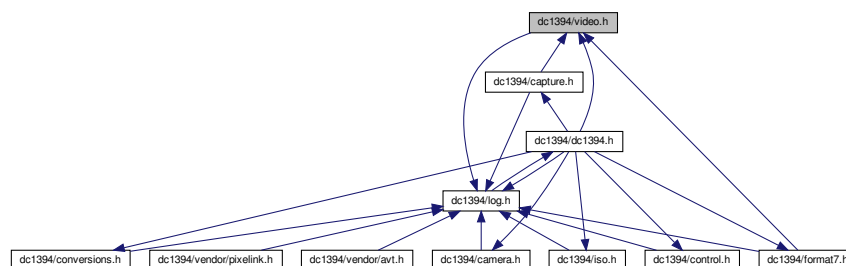 dc1394/video.h
dc1394/capture.h
dc1394/dc1394.h
dc1394/log.h
dc1394/conversions.h
dc1394/vendor/pixelink.h
dc1394/vendor/avt.h
dc1394/camera.h
dc1394/iso.h
dc1394/control.h
dc1394/format7.h